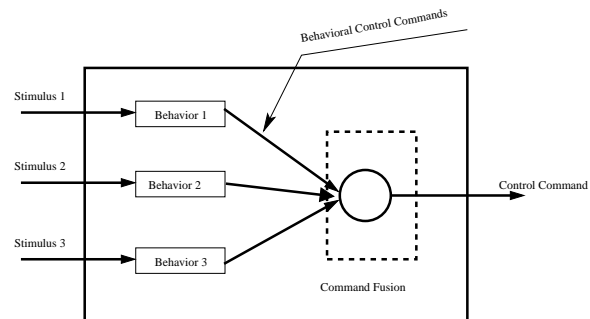 Behavioral Control Commands
Stimulus 1
Behavior 1
Stimulus 2
Behavior 2
Control Command
Stimulus 3
Behavior 3
Command Fusion